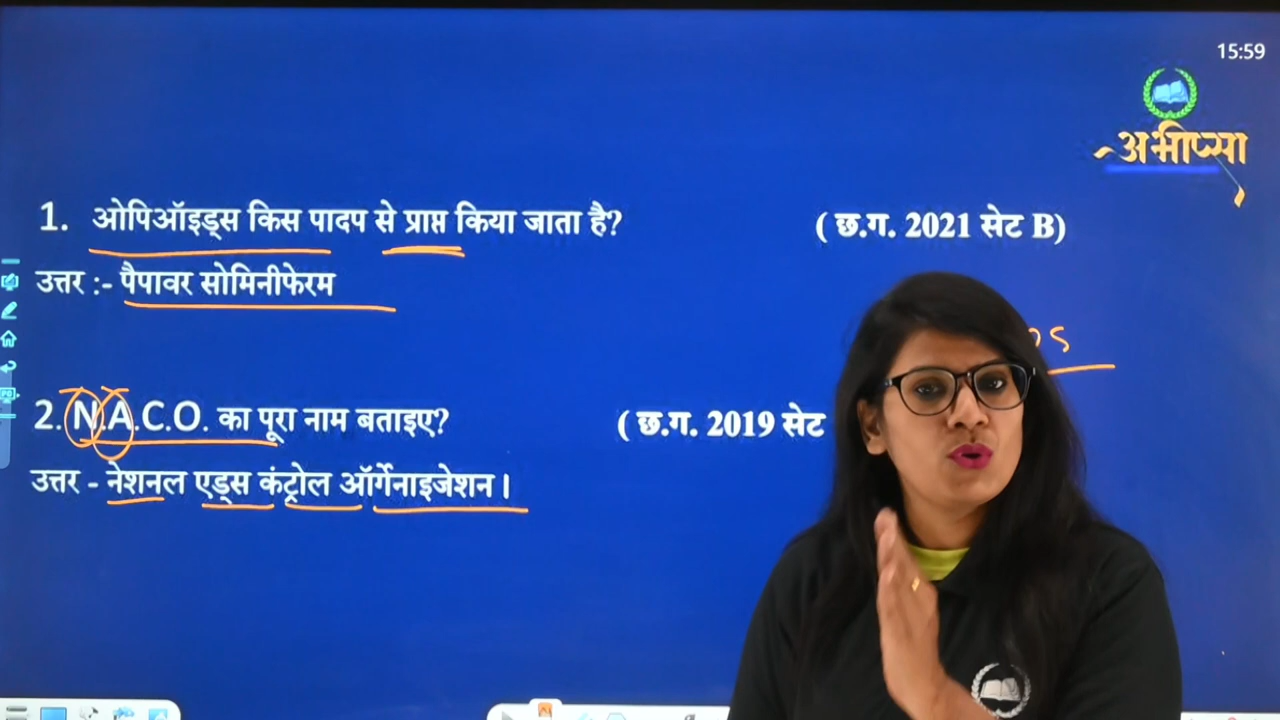 15:59
अभीप्सा
1. ओपिऑइड्स किस पादप से प्राप्त किया जाता है? ( छ.ग. 2021 सेट B)
उत्तर :- पैपावर सोमिनीफेरम
2. N.A.C.O. का पूरा नाम बताइए? ( छ.ग. 2019 सेट
उत्तर - नेशनल एड्स कंट्रोल ऑर्गेनाइजेशन ।